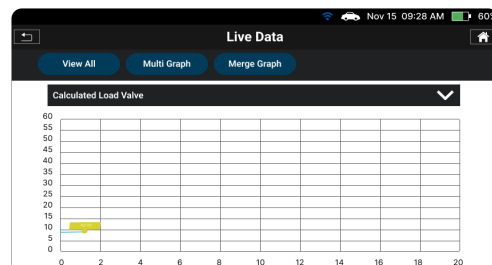 Nov 15 09:28 AM 60%
Live Data
View All Multi Graph Merge Graph
Calculated Load Valve
60
55
50
45
40
35
30
25
20
15
10
5
0
0 2 4 6 8 10 12 14 16 18 20